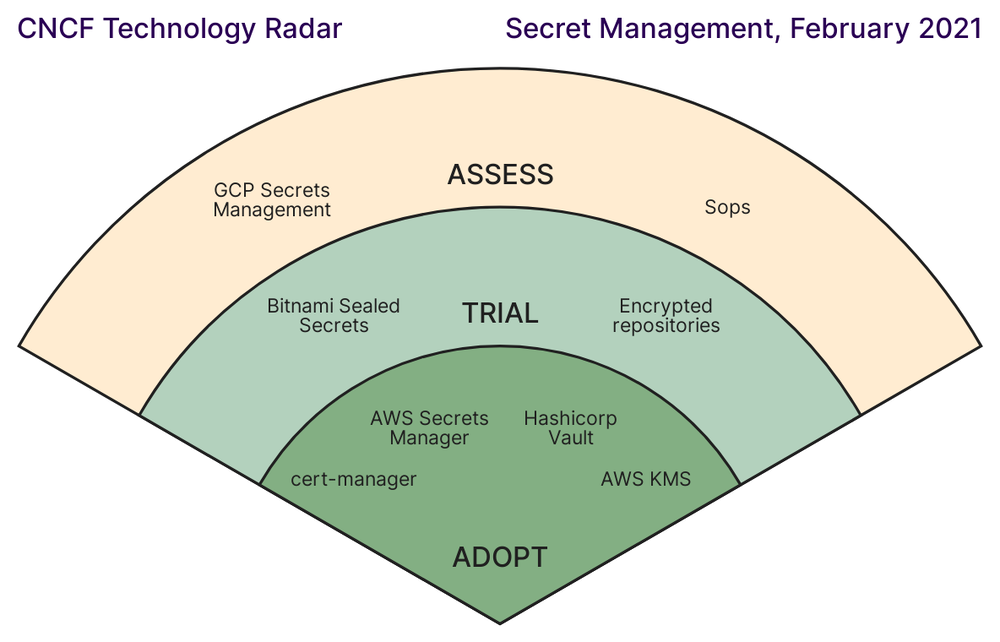 CNCF Technology Radar
Secret Management, February 2021
ASSESS
GCP Secrets
Management
Sops
TRIAL
Bitnami Sealed
Secrets
Encrypted
repositories
AWS Secrets
Manager
Hashicorp
Vault
cert-manager
AWS KMS
ADOPT